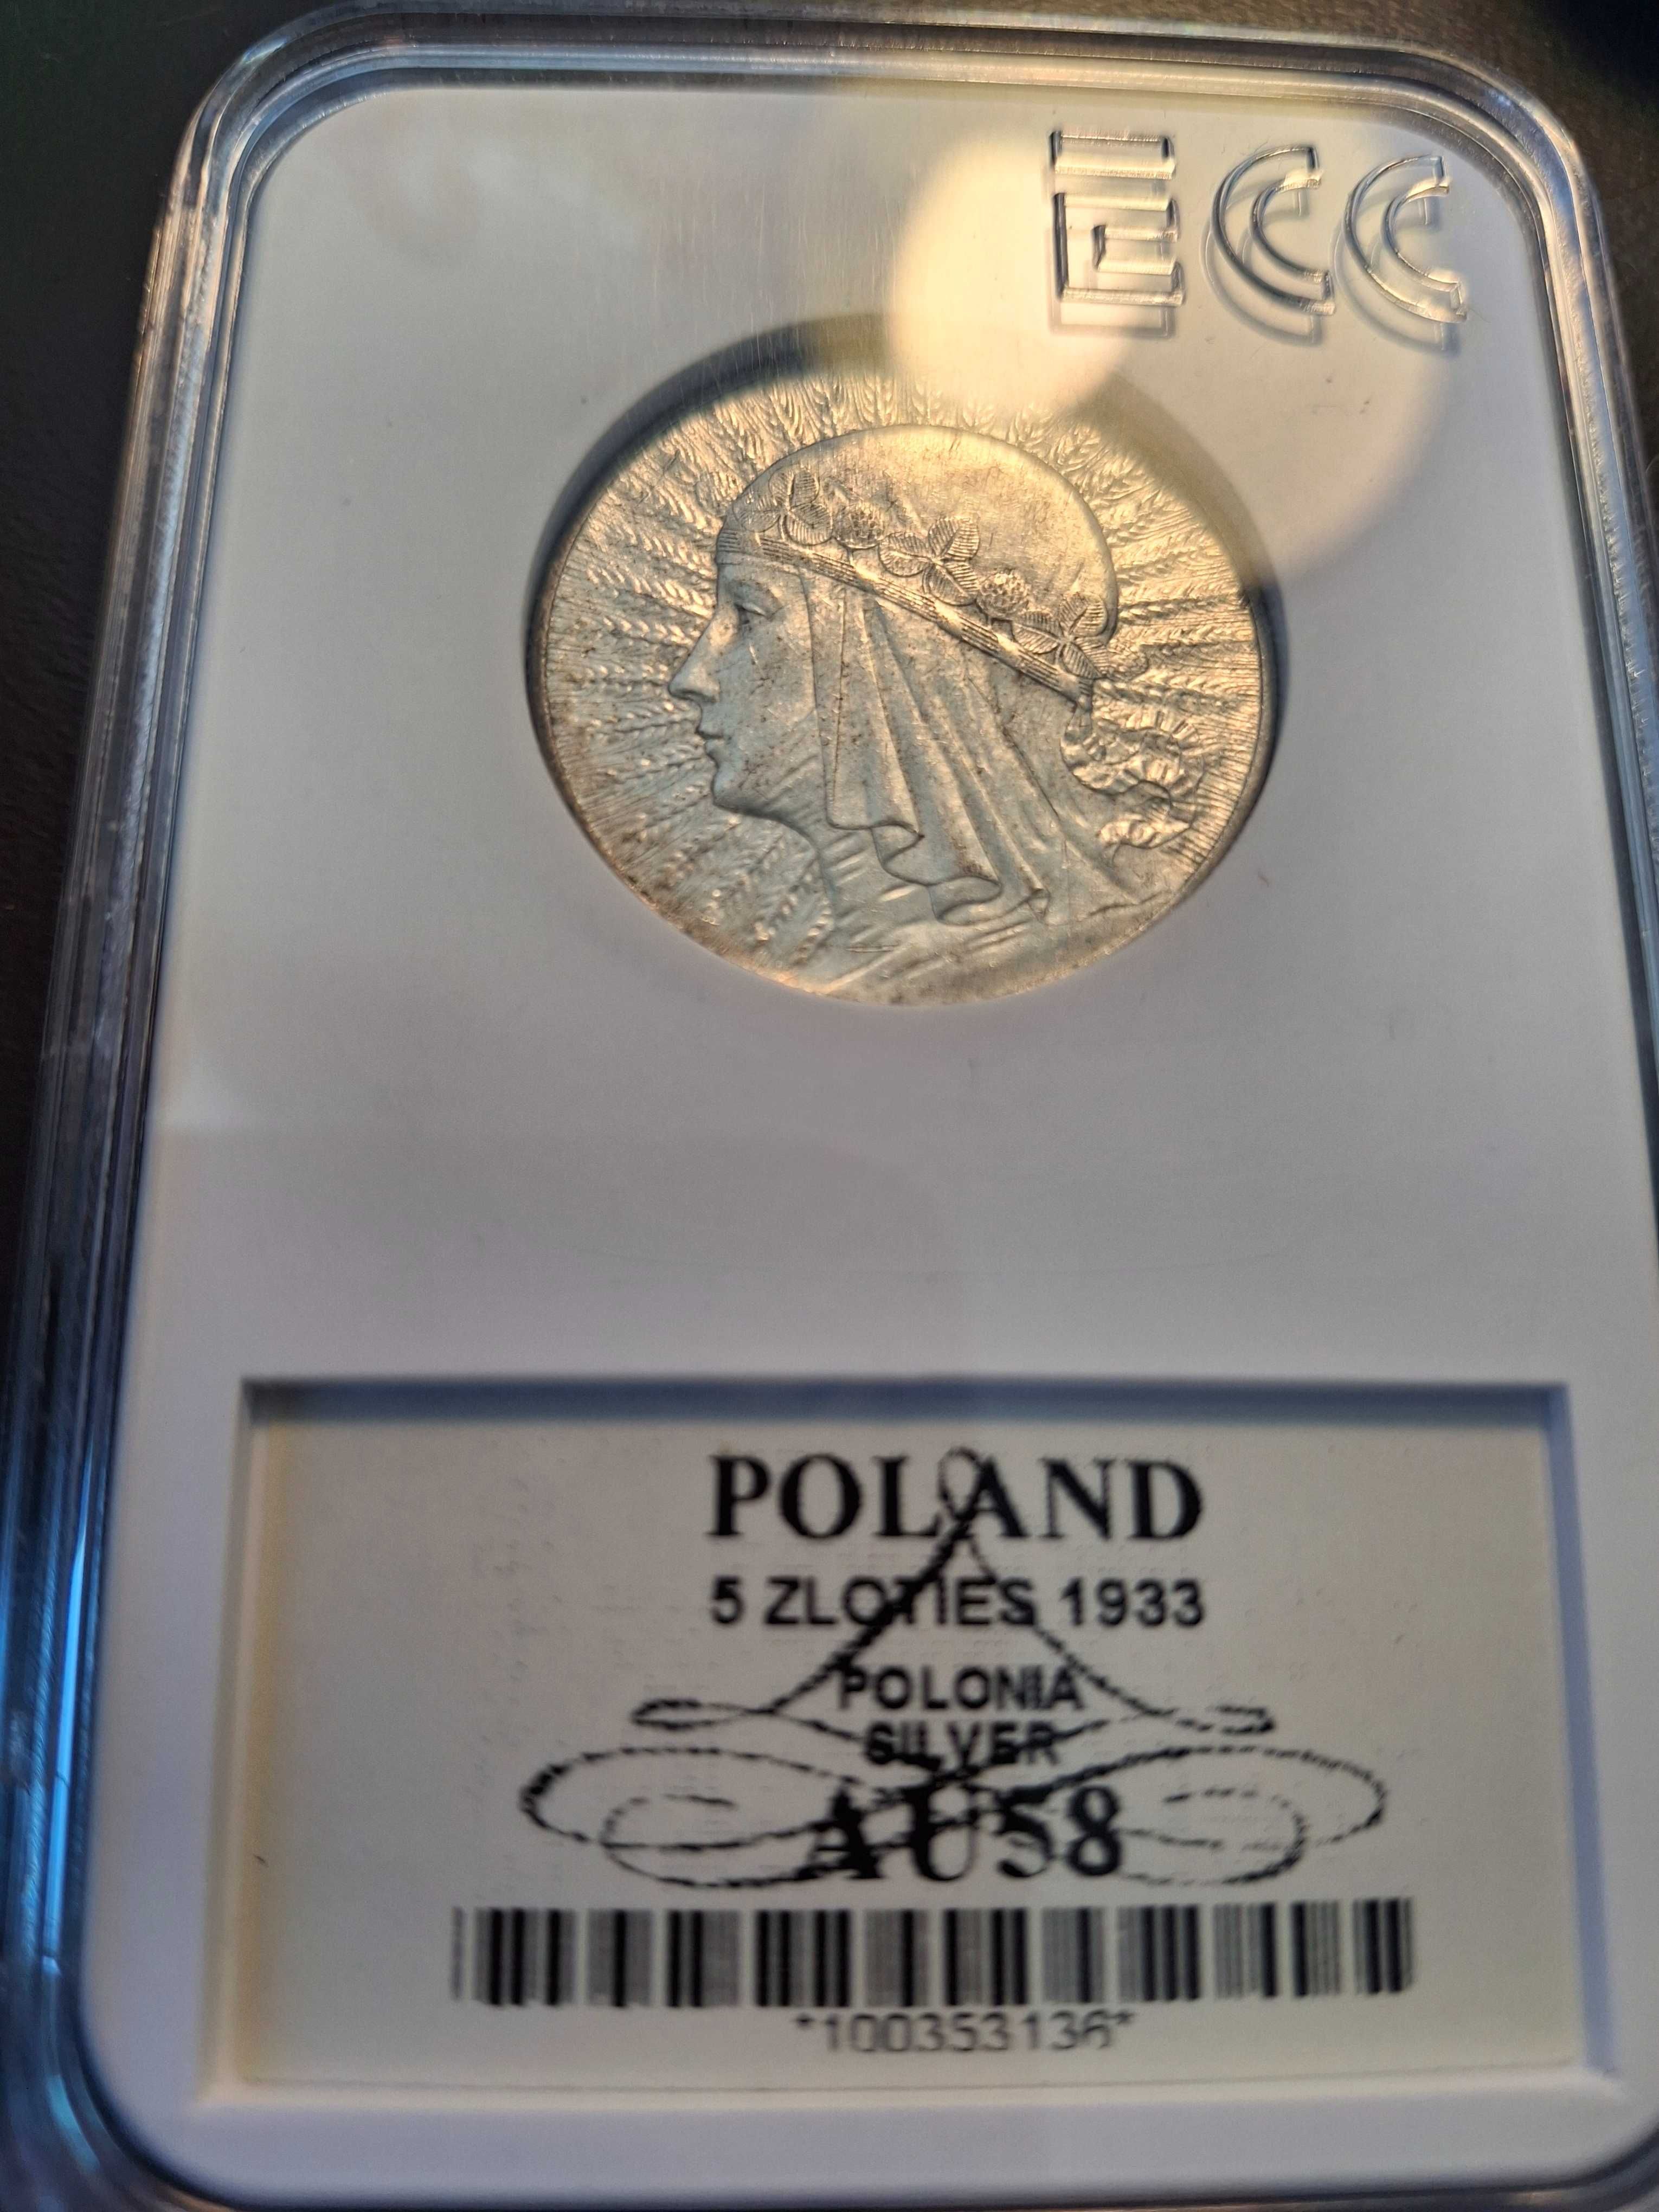 ECC
POLAND
5 ZLOTIES 1933
POLONIA
SILVER
AU58
*100353136*